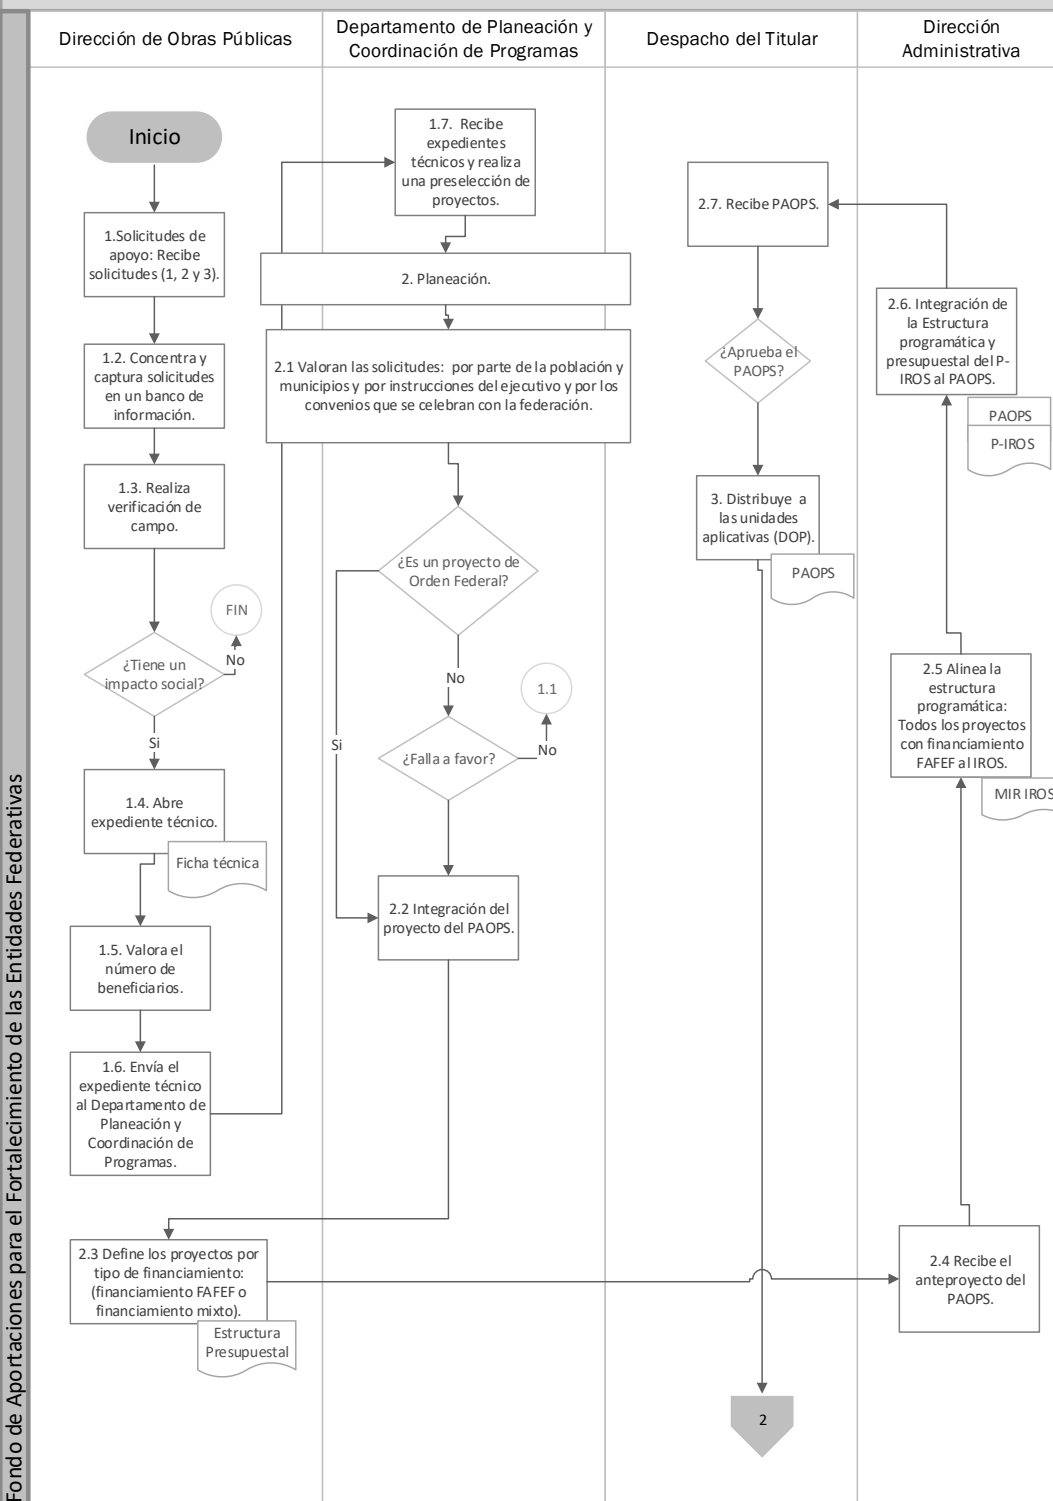 Fondo de Aportaciones para el Fortalecimiento de las Entidades Federativas
Dirección de Obras Públicas
Departamento de Planeación y
Coordinación de Programas
Despacho del Titular
Dirección
Administrativa
Inicio
1.Solicitudes de
apoyo: Recibe
solicitudes (1, 2 y 3).
1.2. Concentra y
captura solicitudes
en un banco de
información.
1.3. Realiza
verificación de
campo.
FIN
No
¿Tiene un
impacto social?
Si
1.4. Abre
expediente técnico.
Ficha técnica
1.5. Valora el
número de
beneficiarios.
1.6. Envía el
expediente técnico
al Departamento de
Planeación y
Coordinación de
Programas.
1.7. Recibe
expedientes
técnicos y realiza
una preselección de
proyectos.
2. Planeación.
2.1 Valoran las solicitudes: por parte de la población y
municipios y por instrucciones del ejecutivo y por los
convenios que se celebran con la federación.
¿Es un proyecto de
Orden Federal?
No
Si
1.1
No
¿Falla a favor?
2.2 Integración del
proyecto del PAOPS.
2.3 Define los proyectos por
tipo de financiamiento:
(financiamiento FAFEF o
financiamiento mixto).
Estructura
Presupuestal
2.4 Recibe el
anteproyecto del
PAOPS.
2.5 Alinea la
estructura
programática:
Todos los proyectos
con financiamiento
FAFEF al IROS.
MIR IROS
2.6. Integración de
la Estructura
programática y
presupuestal del P-
IROS al PAOPS.
PAOPS
P-IROS
2.7. Recibe PAOPS.
¿Aprueba el
PAOPS?
3. Distribuye a
las unidades
aplicativas (DOP).
PAOPS
2